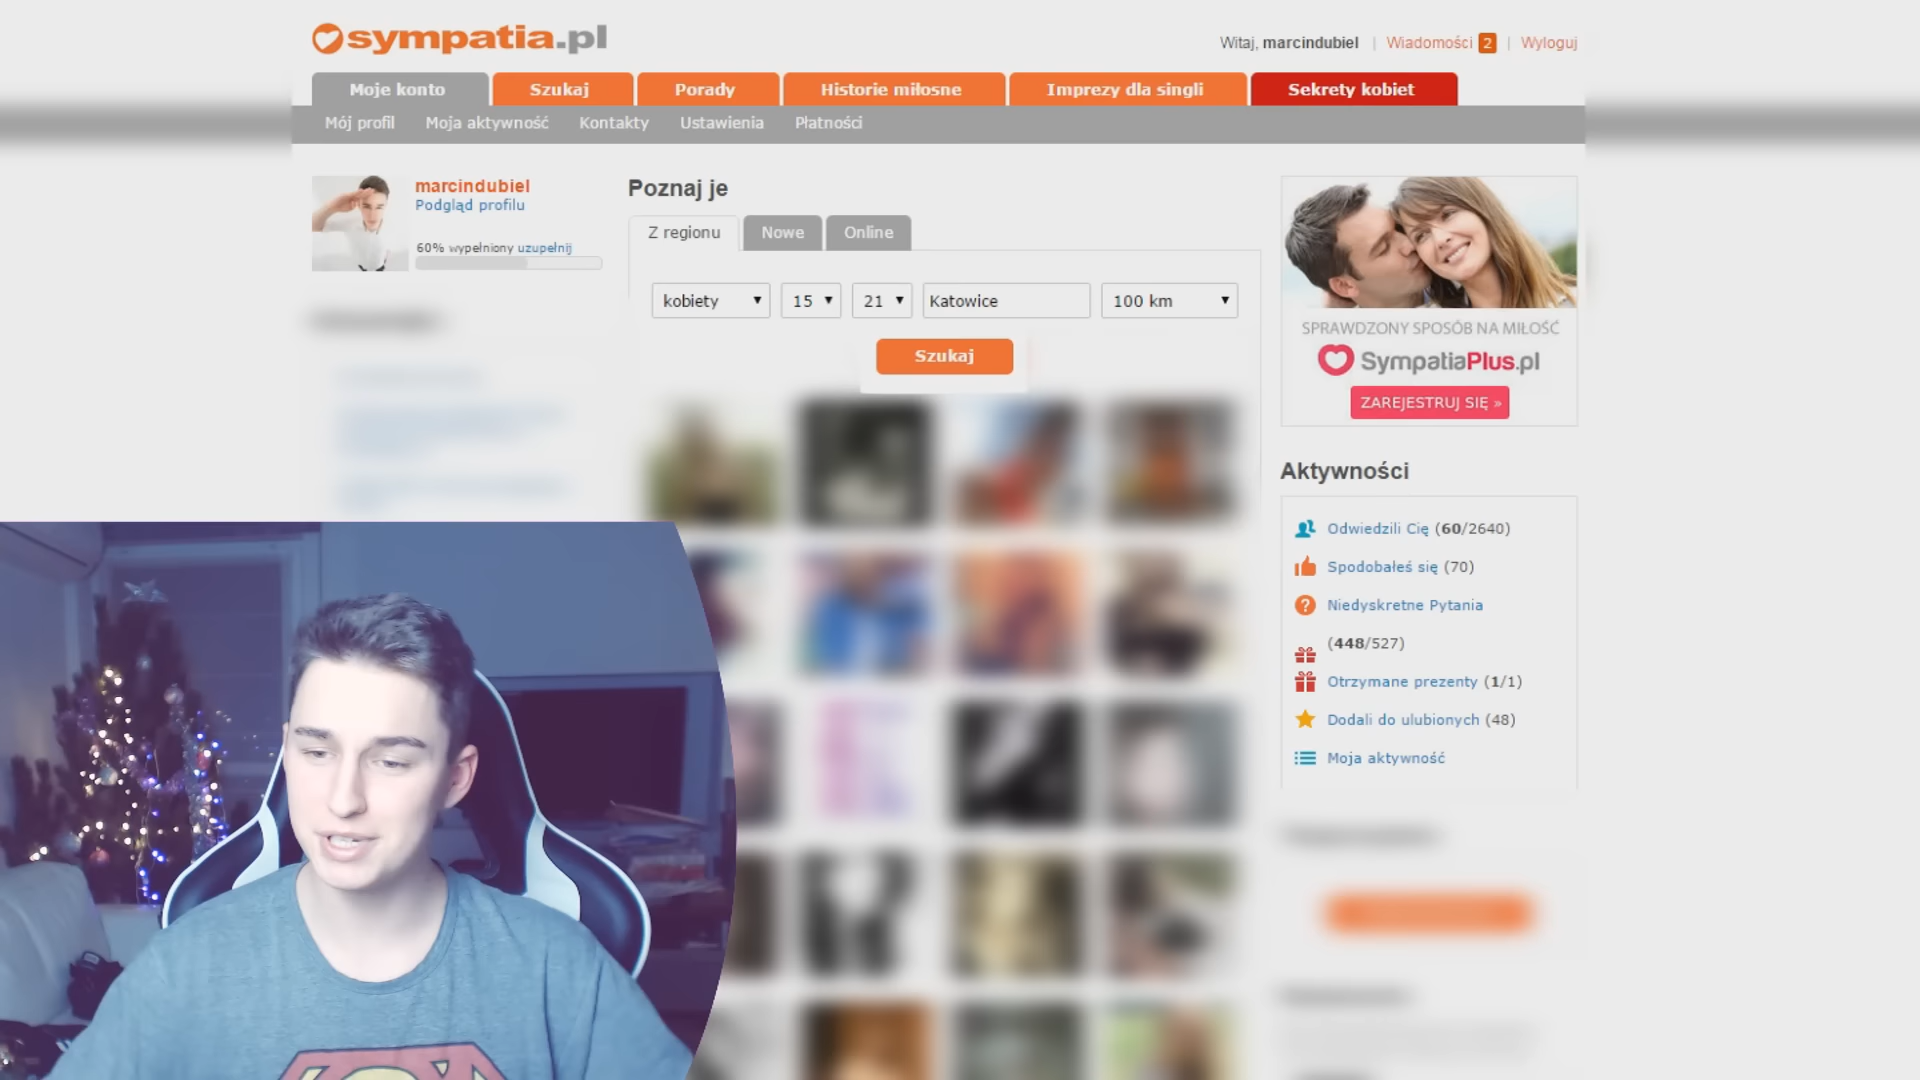 sympatia.pl
Witaj, marcindubiel | Wiadomości 2 | Wyloguj
Moje konto Szukaj Porady Historie miłosne Imprezy dla singli Sekrety kobiet
Mój profil Moja aktywność Kontakty Ustawienia Płatności
marcindubiel
Podgląd profilu
60% wypełniony uzupełnij
Poznaj je
Z regionu Nowe Online
kobiety 15 21 Katowice 100 km
Szukaj
SPRAWDZONY SPOSÓB NA MIŁOŚĆ
SympatiaPlus.pl
ZAREJESTRUJ SIĘ »
Aktywności
Odwiedzili Cię (60/2640)
Spodobałeś się (70)
Niedyskretne Pytania
(448/527)
Otrzymane prezenty (1/1)
Dodali do ulubionych (48)
Moja aktywność